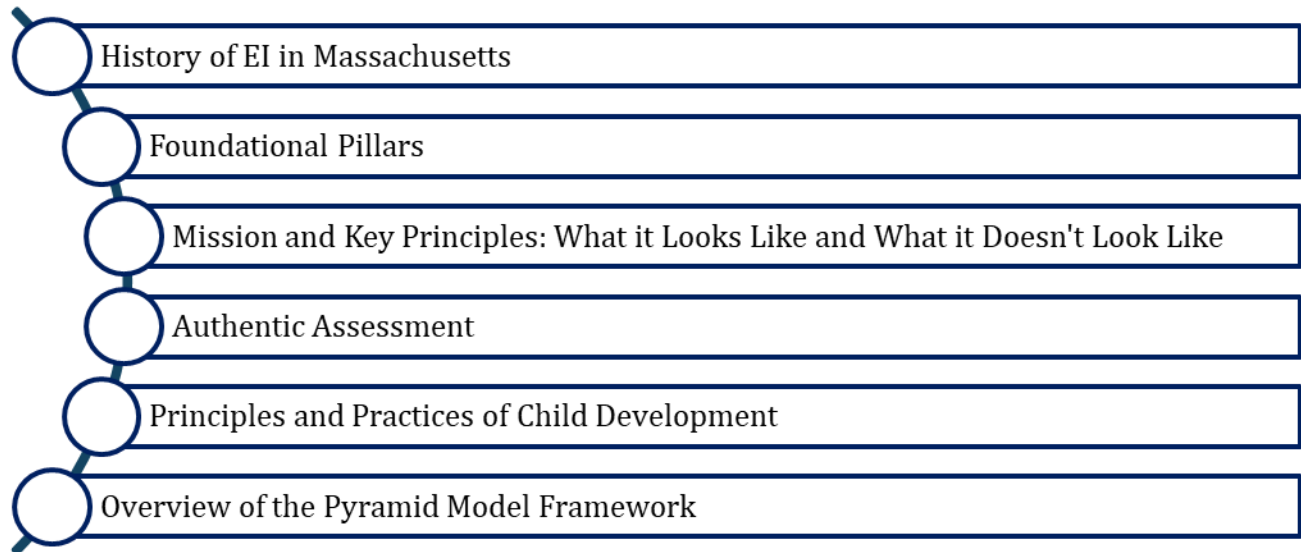 History of EI in Massachusetts
Foundational Pillars
Mission and Key Principles: What it Looks Like and What it Doesn't Look Like
Authentic Assessment
Principles and Practices of Child Development
Overview of the Pyramid Model Framework